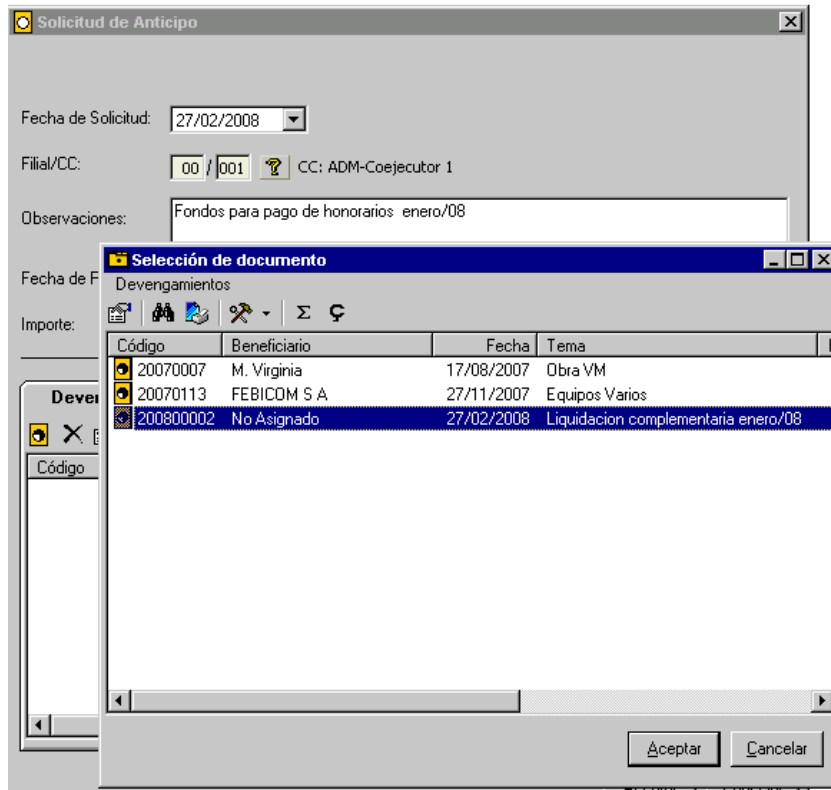 Solicitud de Anticipo
Fecha de Solicitud: 27/02/2008
Filial/CC: 00 / 001 CC: ADM-Coejecutor 1
Observaciones: Fondos para pago de honorarios enero/08
Selección de documento
Fecha de F
Devengamientos
Importe:
Código Beneficiario Fecha Tema
20070007 M. Virginia 17/08/2007 Obra VM
20070113 FEBICOM S A 27/11/2007 Equipos Varios
200800002 No Asignado 27/02/2008 Liquidacion complementaria enero/08
Deve
Código
Aceptar Cancelar